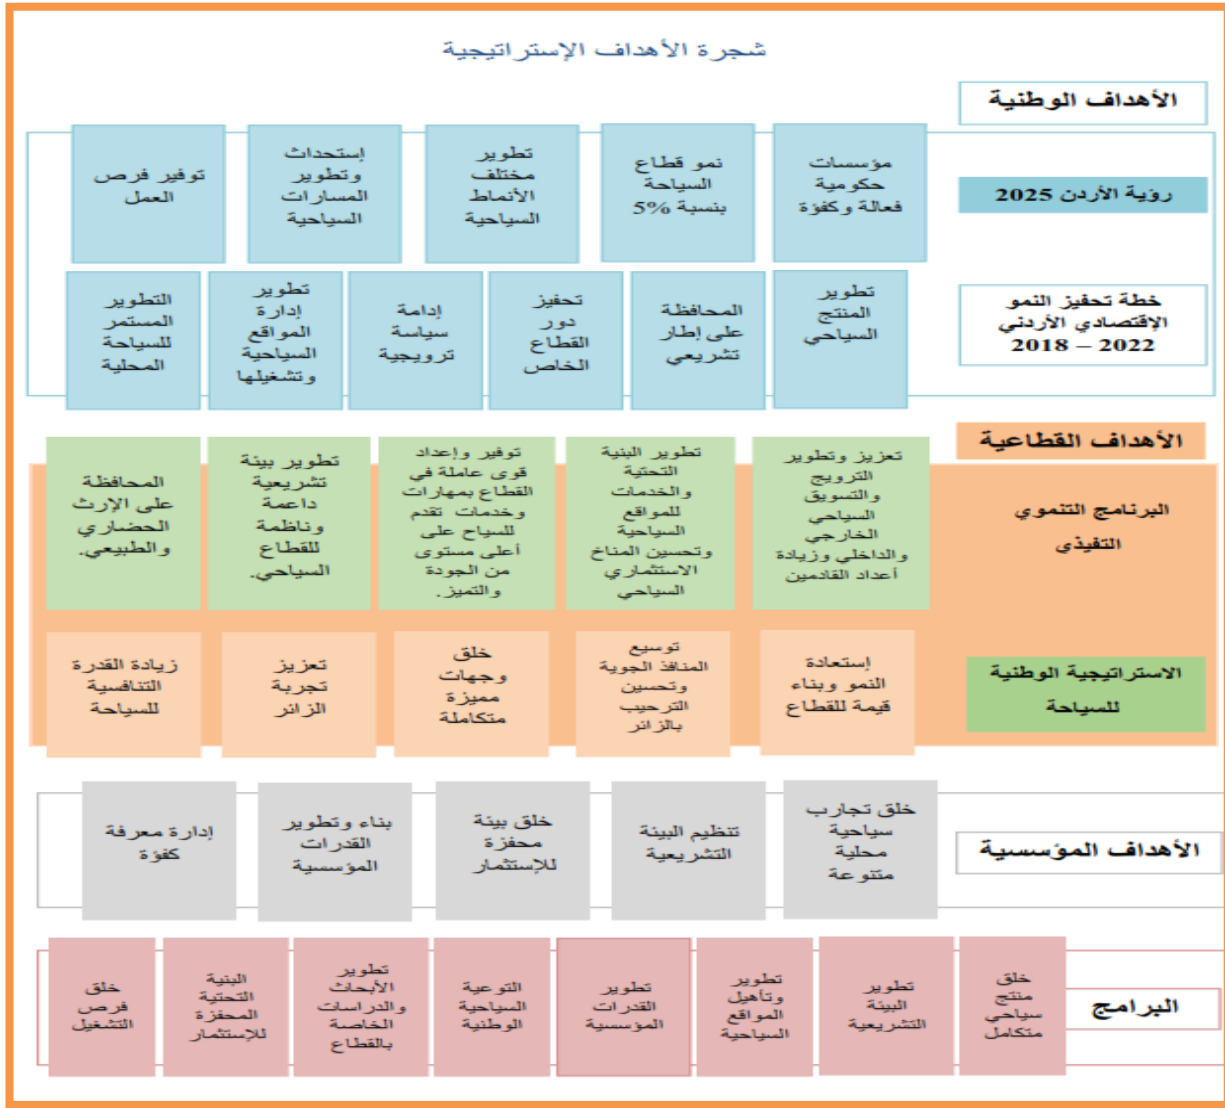 شجرة الأهداف الإستراتيجية
الأهداف الوطنية
رؤية الأردن 2025
مؤسسات
حكومية
فعالة وكفؤة
نمو قطاع
السياحة
بنسبة 5%
تطوير
مختلف
الأنماط
السياحية
إستحداث
وتطوير
المسارات
السياحية
توفير فرص
العمل
خطة تحفيز النمو
الإقتصادي الأردني
2018 – 2022
تطوير
المنتج
السياحي
المحافظة
على إطار
تشريعي
تحفيز
دور
القطاع
الخاص
إدامة
سياسة
ترويجية
تطوير
إدارة
المواقع
السياحية
وتشغيلها
التطوير
المستمر
للسياحة
المحلية
الأهداف القطاعية
البرنامج التنموي
التفيذي
تعزيز وتطوير
الترويج
والتسويق
السياحي
الخارجي
والداخلي وزيادة
أعداد القادمين
تطوير البنية
التحتية
والخدمات
للمواقع
السياحية
وتحسين المناخ
الاستثماري
السياحي
توفير وإعداد
قوى عاملة في
القطاع بمهارات
وخدمات تقدم
للسياح على
أعلى مستوى
من الجودة
والتميز.
تطوير بيئة
تشريعية
داعمة
وناظمة
للقطاع
السياحي.
المحافظة
على الإرث
الحضاري
والطبيعي.
الاستراتيجية الوطنية
للسياحة
إستعادة
النمو وبناء
قيمة للقطاع
توسيع
المنافذ الجوية
وتحسين
الترحيب
بالزائر
خلق
وجهات
مميزة
متكاملة
تعزيز
تجربة
الزائر
زيادة القدرة
التنافسية
للسياحة
الأهداف المؤسسية
خلق تجارب
سياحية
محلية
متنوعة
تنظيم البيئة
التشريعية
خلق بيئة
محفزة
للإستثمار
بناء وتطوير
القدرات
المؤسسية
إدارة معرفة
كفؤة
البرامج
خلق
منتج
سياحي
متكامل
تطوير
البيئة
التشريعية
تطوير
وتأهيل
المواقع
السياحية
تطوير
القدرات
المؤسسية
التوعية
السياحية
الوطنية
تطوير
الأبحاث
والدراسات
الخاصة
بالقطاع
البنية
التحتية
المحفزة
للإستثمار
خلق
فرص
التشغيل